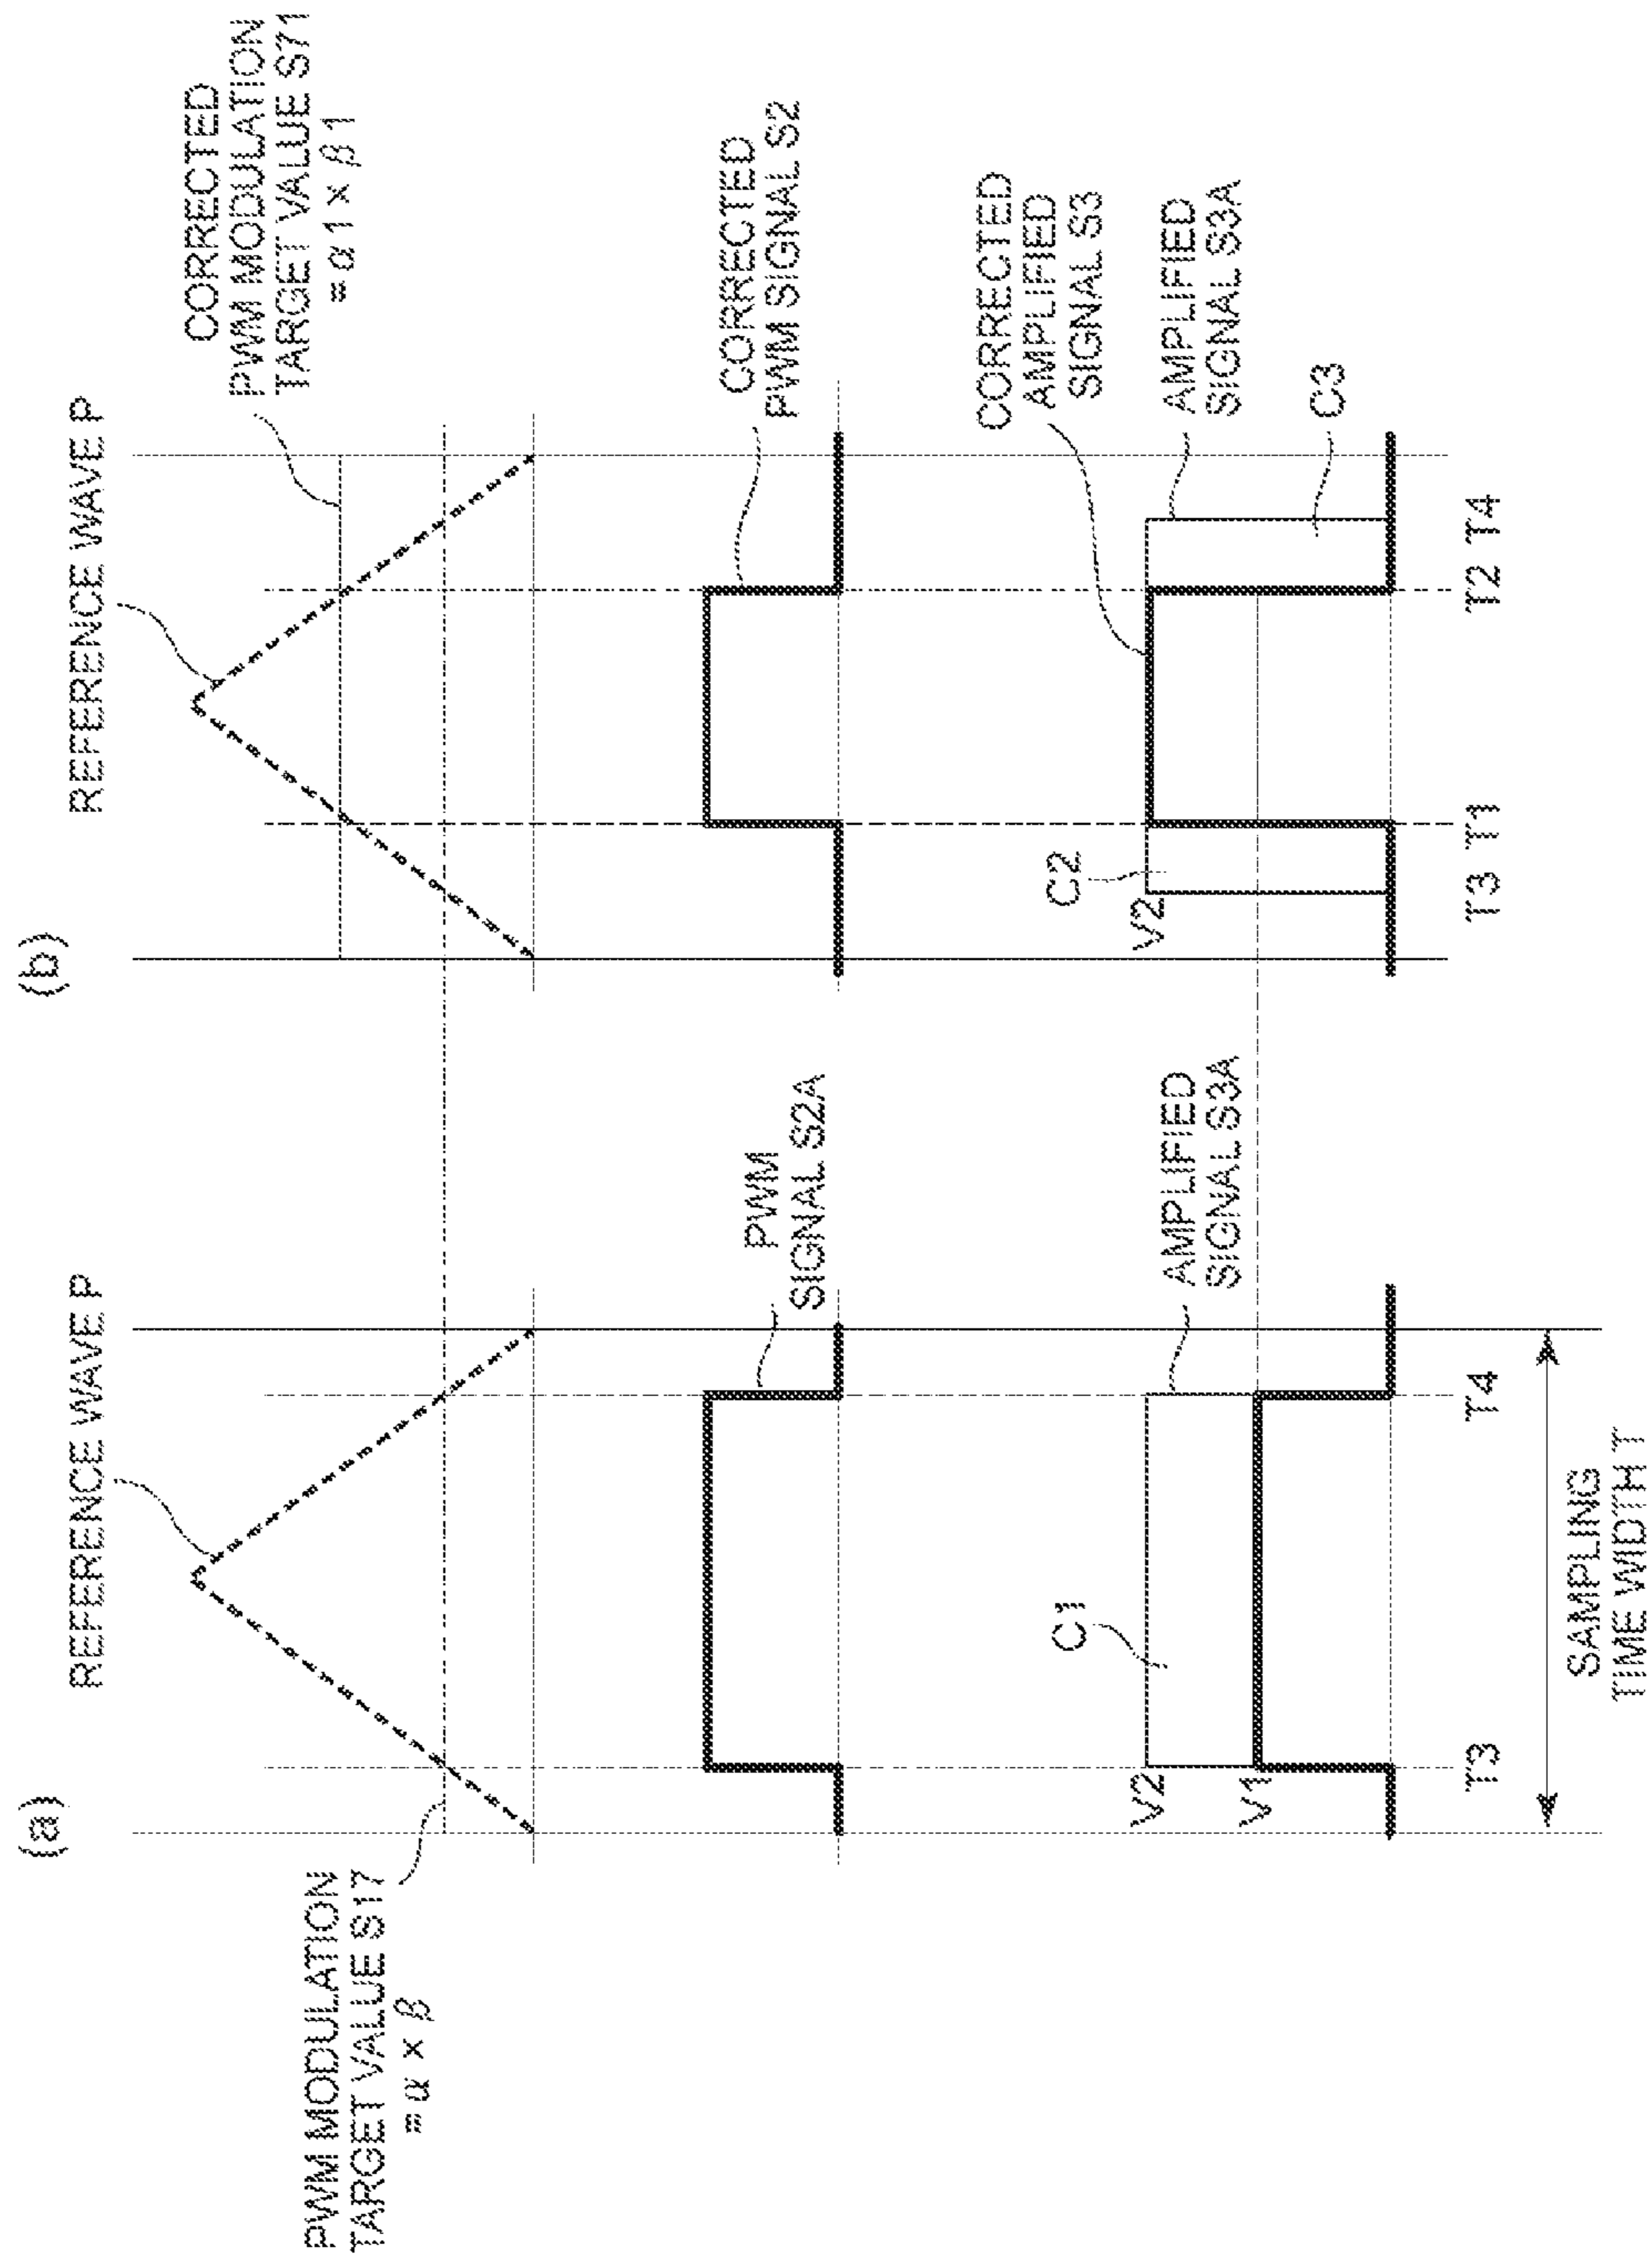 (a)
REFERENCE WAVE P
PWM MODULATION
TARGET VALUE S17
= α × β
PWM
SIGNAL S2A
C1
AMPLIFIED
SIGNAL S3A
V2
V1
T3
T4
SAMPLING
TIME WIDTH T
(b)
REFERENCE WAVE P
CORRECTED
PWM MODULATION
TARGET VALUE S71
= α 1 × β 1
CORRECTED
PWM SIGNAL S2
CORRECTED
AMPLIFIED
SIGNAL S3
AMPLIFIED
SIGNAL S3A
C2
C3
V2
T3 T1
T2 T4